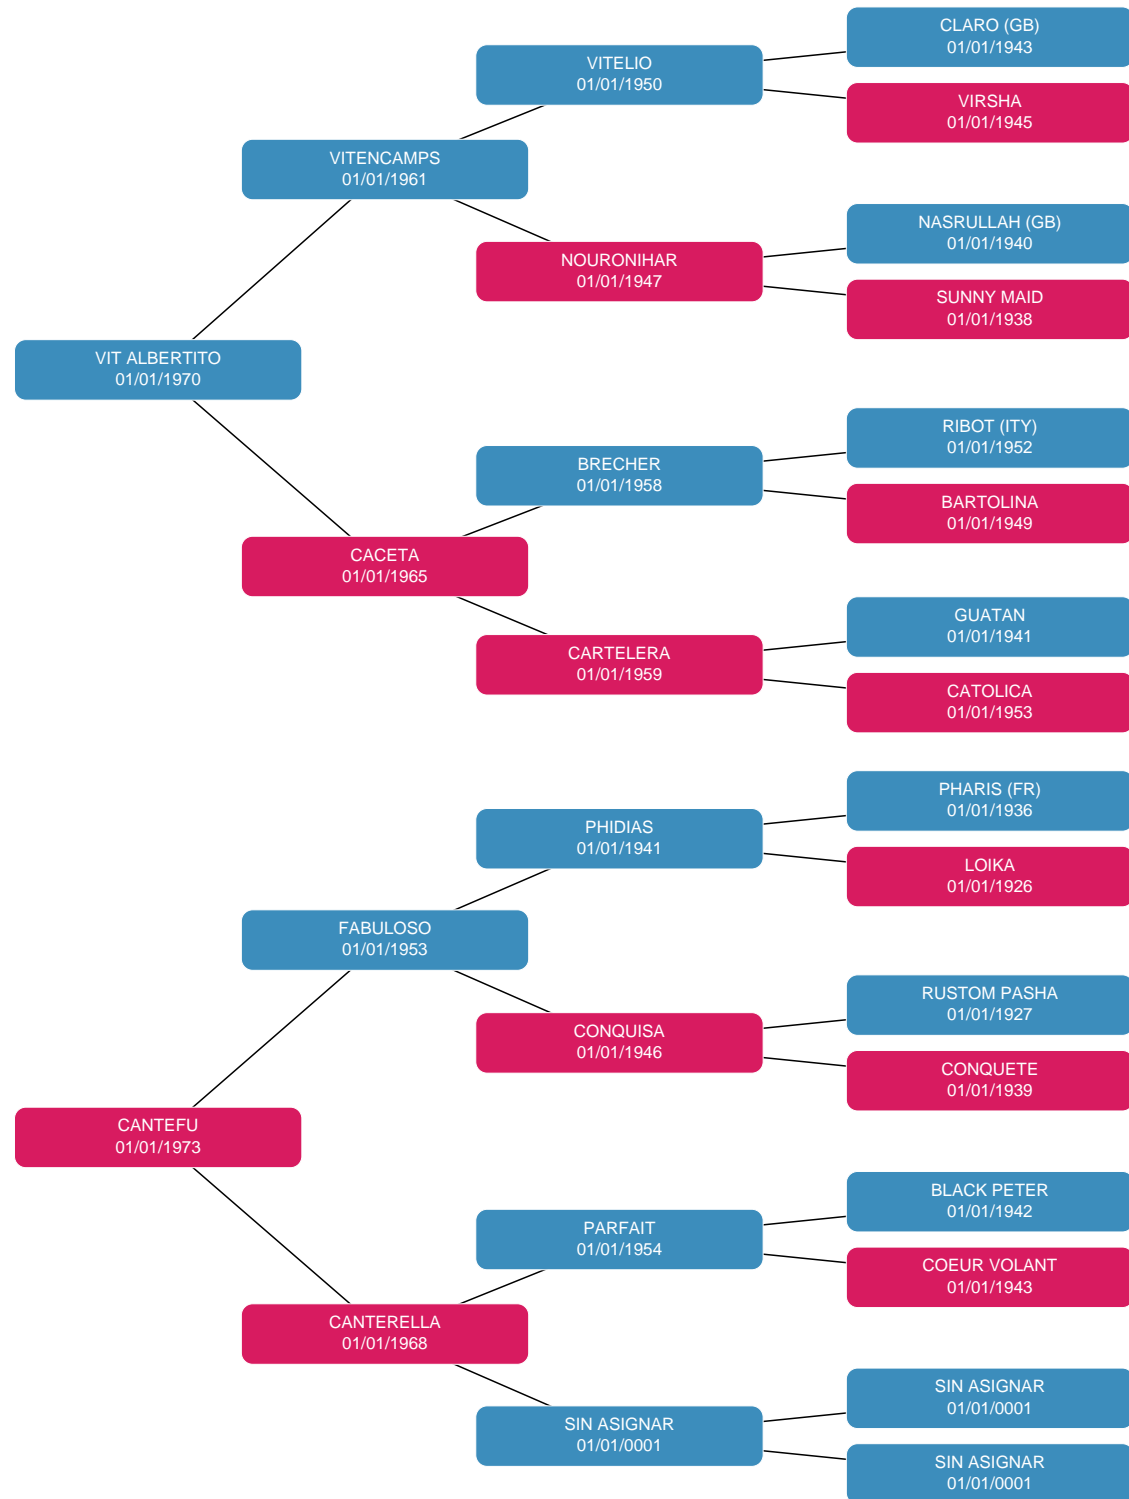 CLARO (GB)
01/01/1943
VITELIO
01/01/1950
VIRSHA
01/01/1945
VITENCAMPS
01/01/1961
NASRULLAH (GB)
01/01/1940
NOURONIHAR
01/01/1947
SUNNY MAID
01/01/1938
VIT ALBERTITO
01/01/1970
RIBOT (ITY)
01/01/1952
BRECHER
01/01/1958
BARTOLINA
01/01/1949
CACETA
01/01/1965
GUATAN
01/01/1941
CARTELERA
01/01/1959
CATOLICA
01/01/1953
PHARIS (FR)
01/01/1936
PHIDIAS
01/01/1941
LOIKA
01/01/1926
FABULOSO
01/01/1953
RUSTOM PASHA
01/01/1927
CONQUISA
01/01/1946
CONQUETE
01/01/1939
CANTEFU
01/01/1973
BLACK PETER
01/01/1942
PARFAIT
01/01/1954
COEUR VOLANT
01/01/1943
CANTERELLA
01/01/1968
SIN ASIGNAR
01/01/0001
SIN ASIGNAR
01/01/0001
SIN ASIGNAR
01/01/0001